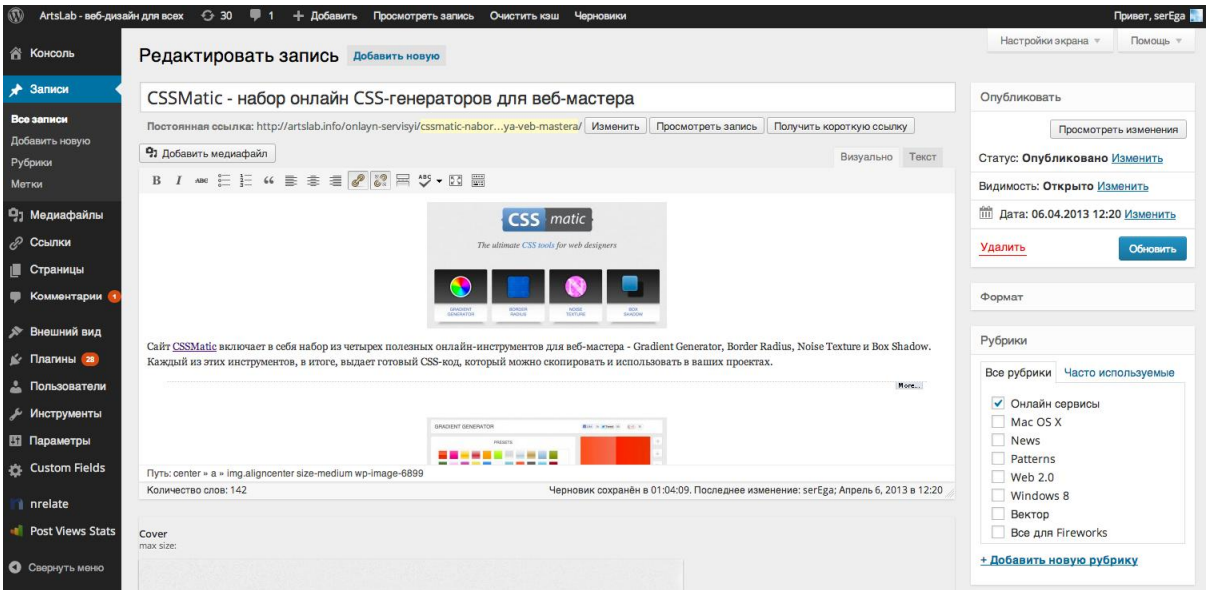 ArtsLab - веб-дизайн для всех 30 1 + Добавить Просмотреть запись Очистить кэш Черновики Привет, serEga
Настройки экрана Помощь
Консоль
Записи
Все записи
Добавить новую
Рубрики
Метки
Медиафайлы
Ссылки
Страницы
Комментарии 1
Внешний вид
Плагины 28
Пользователи
Инструменты
Параметры
Custom Fields
nrelate
Post Views Stats
Свернуть меню
Редактировать запись Добавить новую
CSSMatic - набор онлайн CSS-генераторов для веб-мастера
Постоянная ссылка: http://artslab.info/onlayn-servisyi/cssmatic-nabor...ya-veb-mastera/ Изменить Просмотреть запись Получить короткую ссылку
Добавить медиафайл
Визуально Текст
B I ABC ABC
CSS matic
The ultimate CSS tools for web designers
GRADIENT GENERATOR BORDER RADIUS NOISE TEXTURE BOX SHADOW
Сайт CSSMatic включает в себя набор из четырех полезных онлайн-инструментов для веб-мастера - Gradient Generator, Border Radius, Noise Texture и Box Shadow.
Каждый из этих инструментов, в итоге, выдает готовый CSS-код, который можно скопировать и использовать в ваших проектах.
More...
GRADIENT GENERATOR
PRESETS
Путь: center » a » img.aligncenter size-medium wp-image-6899
Количество слов: 142 Черновик сохранён в 01:04:09. Последнее изменение: serEga; Апрель 6, 2013 в 12:20
Cover
max size:
Опубликовать
Просмотреть изменения
Статус: Опубликовано Изменить
Видимость: Открыто Изменить
Дата: 06.04.2013 12:20 Изменить
Удалить Обновить
Формат
Рубрики
Все рубрики Часто используемые
Онлайн сервисы
Mac OS X
News
Patterns
Web 2.0
Windows 8
Вектор
Все для Fireworks
+ Добавить новую рубрику